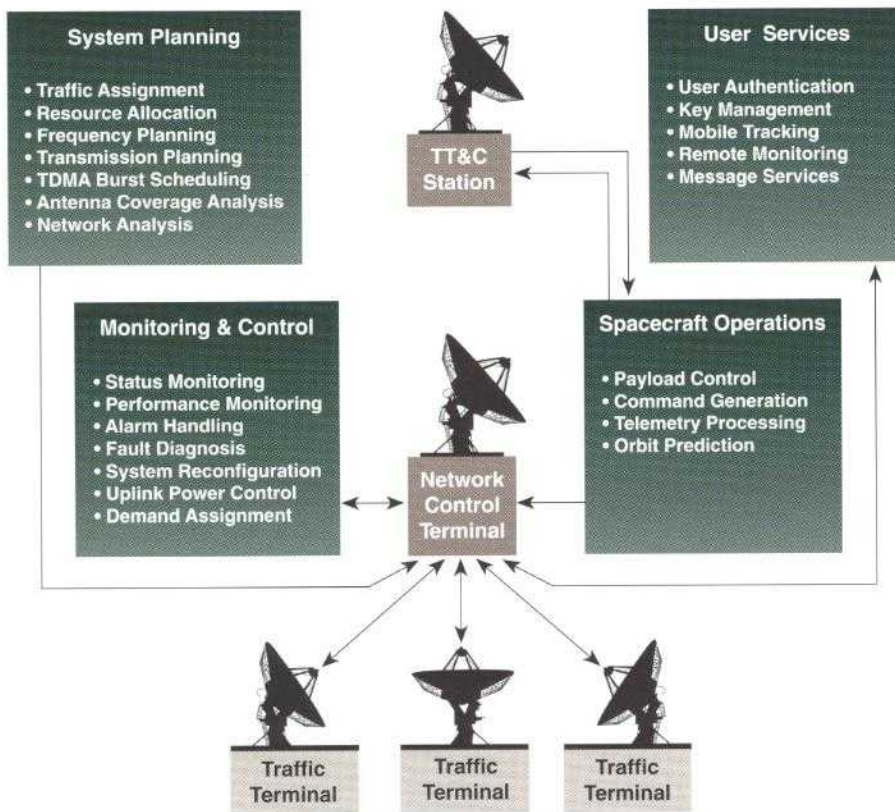 System Planning
• Traffic Assignment
• Resource Allocation
• Frequency Planning
• Transmission Planning
• TDMA Burst Scheduling
• Antenna Coverage Analysis
• Network Analysis
TT&C
Station
User Services
• User Authentication
• Key Management
• Mobile Tracking
• Remote Monitoring
• Message Services
Monitoring & Control
• Status Monitoring
• Performance Monitoring
• Alarm Handling
• Fault Diagnosis
• System Reconfiguration
• Uplink Power Control
• Demand Assignment
Network
Control
Terminal
Spacecraft Operations
• Payload Control
• Command Generation
• Telemetry Processing
• Orbit Prediction
Traffic
Terminal
Traffic
Terminal
Traffic
Terminal